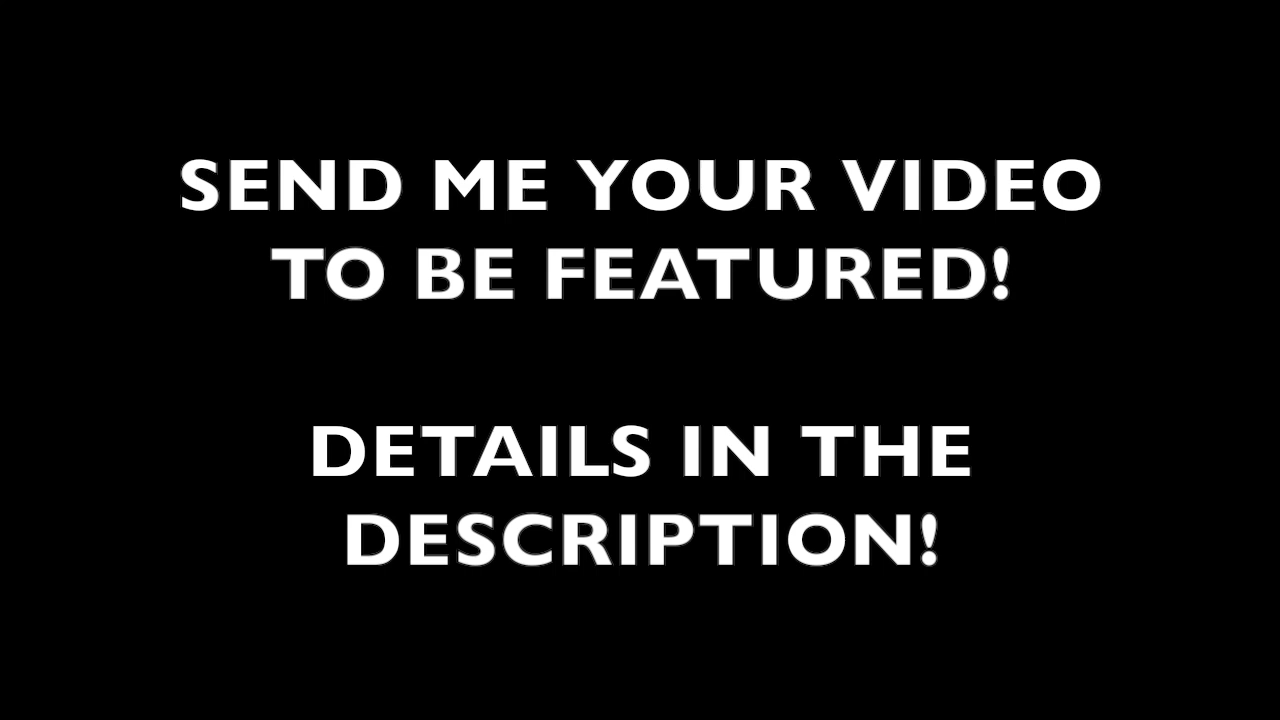 SEND ME YOUR VIDEO
TO BE FEATURED!
DETAILS IN THE
DESCRIPTION!